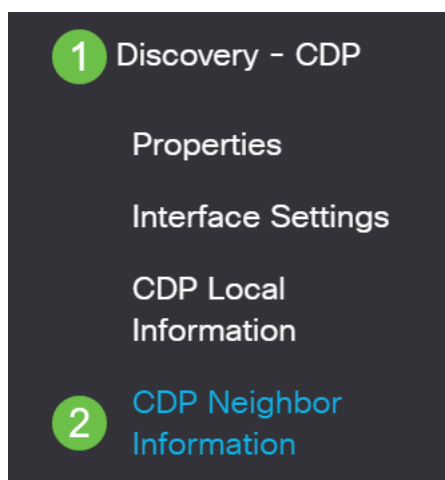 1 Discovery - CDP
Properties
Interface Settings
CDP Local
Information
CDP Neighbor
2
Information